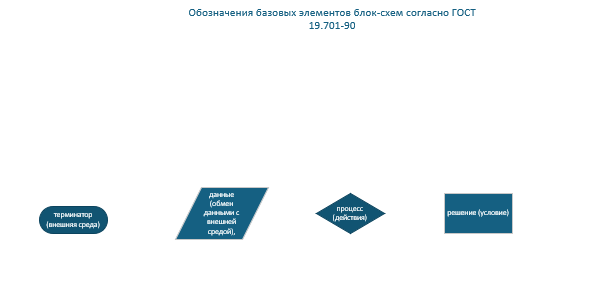 Обозначения базовых элементов блок-схем согласно ГОСТ
19.701-90
терминатор
(внешняя среда)
данные
(обмен
данными с
внешней
средой),
процесс
(действия)
решение (условие)